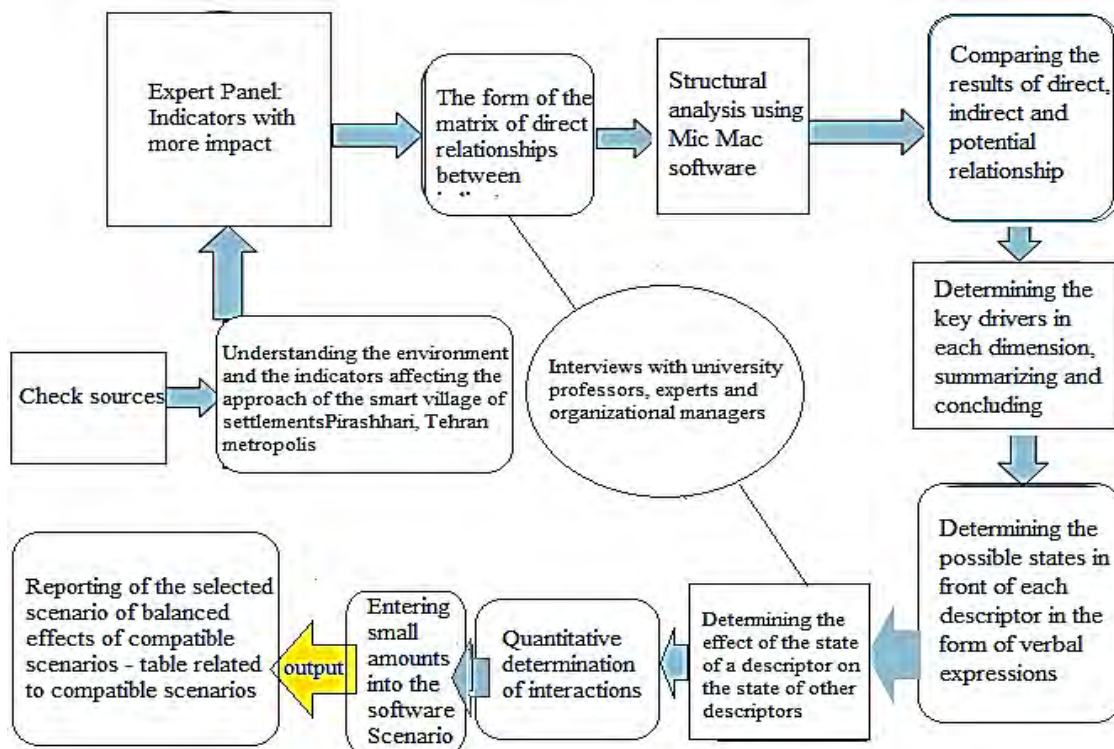 Expert Panel:
Indicators with
more impact
The form of the
matrix of direct
relationships
between
Structural
analysis using
Mic Mac
software
Comparing the
results of direct,
indirect and
potential
relationship
Determining the
key drivers in
each dimension,
summarizing and
concluding
Check sources
Understanding the environment
and the indicators affecting the
approach of the smart village of
settlementsPirashhari, Tehran
metropolis
Interviews with university
professors, experts and
organizational managers
Determining the
possible states in
front of each
descriptor in the
form of verbal
expressions
Determining the
effect of the state
of a descriptor on
the state of other
descriptors
Quantitative
determination
of interactions
Entering
small
amounts
into the
software
Scenario
output
Reporting of the selected
scenario of balanced
effects of compatible
scenarios - table related
to compatible scenarios